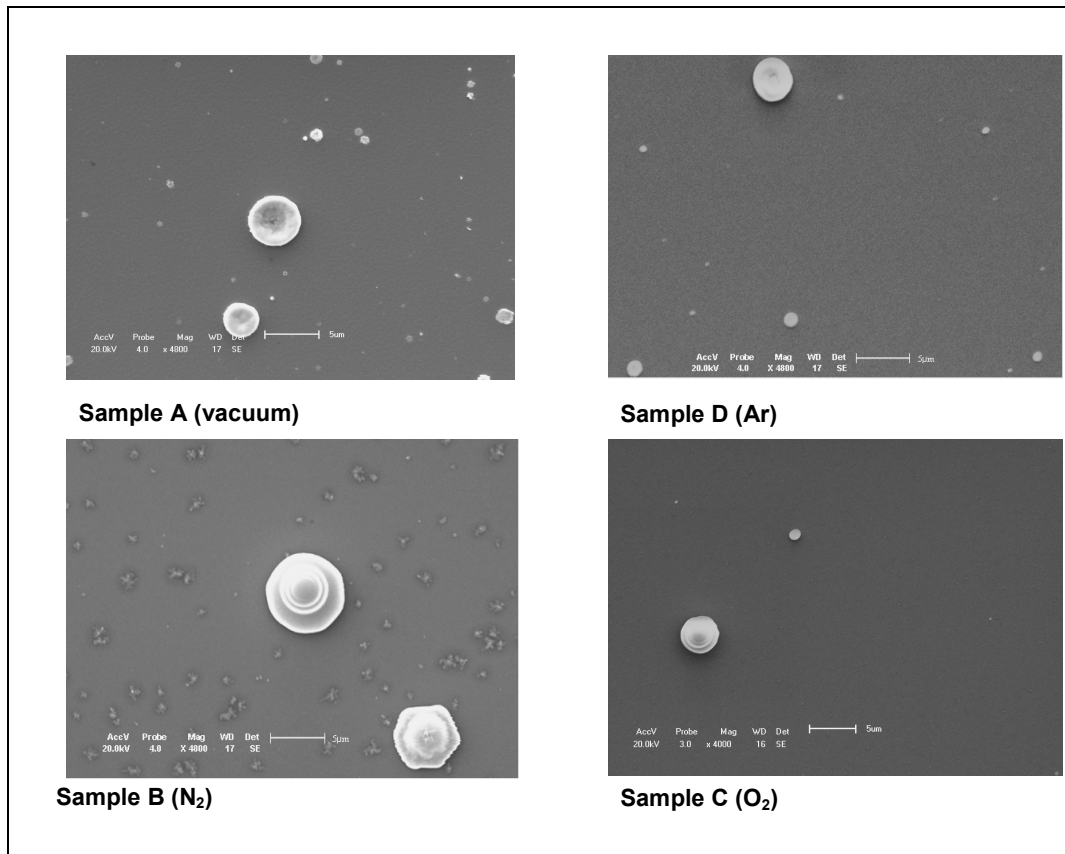 AccV Probe Mag WD Det
20.0kV 4.0 x 4800 17 SE
5um
Sample A (vacuum)
AccV Probe Mag WD Det
20.0kV 4.0 X 4800 17 SE
5µm
Sample D (Ar)
AccV Probe Mag WD Det
20.0kV 4.0 X 4800 17 SE
5µm
Sample B (N₂)
AccV Probe Mag WD Det
20.0kV 3.0 x 4000 16 SE
5um
Sample C (O₂)